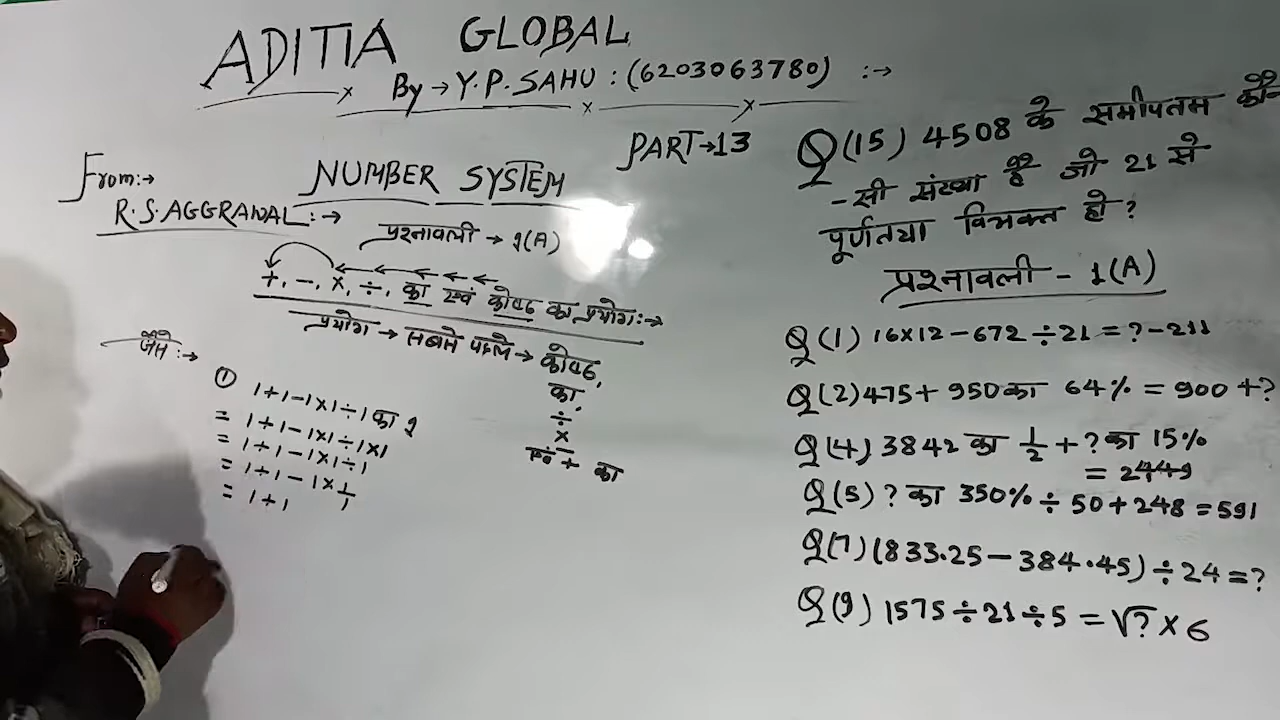 ADITIA GLOBAL
By → Y.P. SAHU : (6203063780) :→
PART→13
From:→
NUMBER SYSTEM
R.S.AGGRAWAL:→
प्रश्नावली → 1(A)
+, -, ×, ÷, का एवं कोष्ठ का प्रयोग:→
प्रयोग → सबसे पहले → कोष्ठ,
का,
÷
×
-
एवं + का
जैसे:→
① 1+1-1×1÷1 का 1
= 1+1-1×1÷1×1
= 1+1-1×1÷1
= 1+1-1×1/1
= 1+1
Q(15) 4508 के समीपतम कौन
-सी संख्या है जो 21 से
पूर्णतया विभक्त हो?
प्रश्नावली - 1(A)
Q(1) 16×12-672÷21=?-211
Q(2) 475+950 का 64% = 900+?
Q(4) 3842 का 1/2 + ? का 15%
= 2449
Q(5) ? का 350% ÷ 50+248=591
Q(7) (833.25-384.45)÷24=?
Q(9) 1575÷21÷5=√?×6